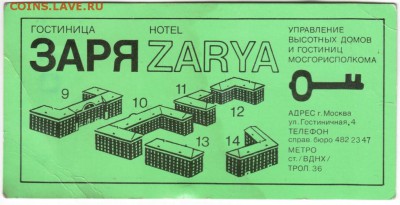 COINS.LAVE.RU
ГОСТИНИЦА HOTEL
ЗАРЯ ZARYA
9
10
11
12
13
14
УПРАВЛЕНИЕ
ВЫСОТНЫХ ДОМОВ
И ГОСТИНИЦ
МОСГОРИСПОЛКОМА
АДРЕС г. Москва
ул. Гостиничная, 4
ТЕЛЕФОН
справ. бюро 482 23 47
МЕТРО
ст. / ВДНХ /
ТРОЛ. 36